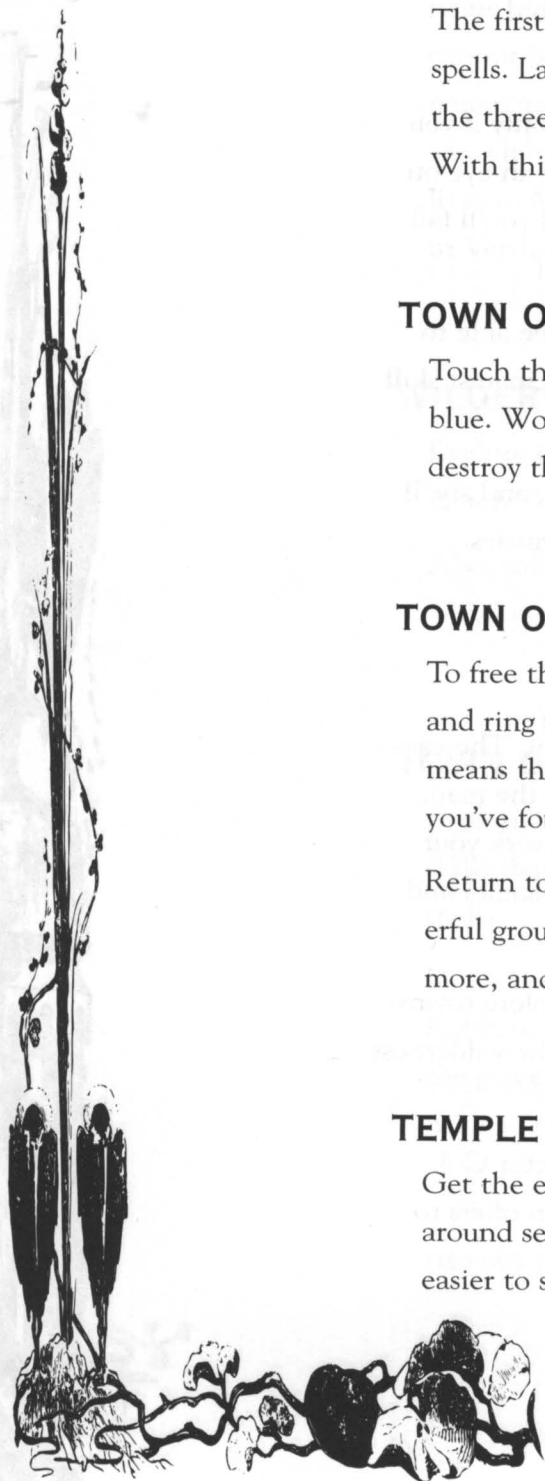 The first
spells. La
the three
With thi
TOWN O
Touch th
blue. Wo
destroy th
TOWN O
To free th
and ring
means th
you've fo
Return to
erful grou
more, and
TEMPLE
Get the e
around se
easier to s